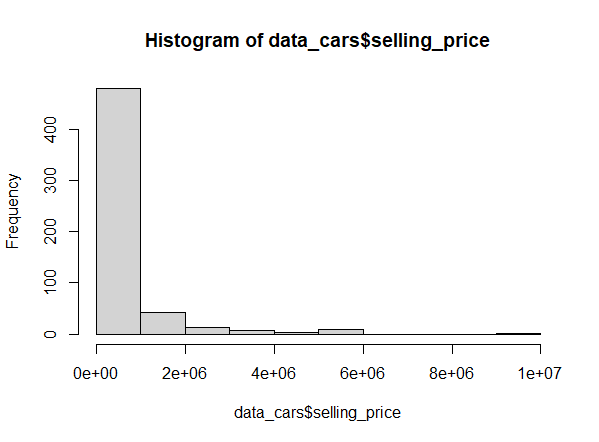 Histogram of data_cars$selling_price
Frequency
400
300
200
100
0
0e+00 2e+06 4e+06 6e+06 8e+06 1e+07
data_cars$selling_price